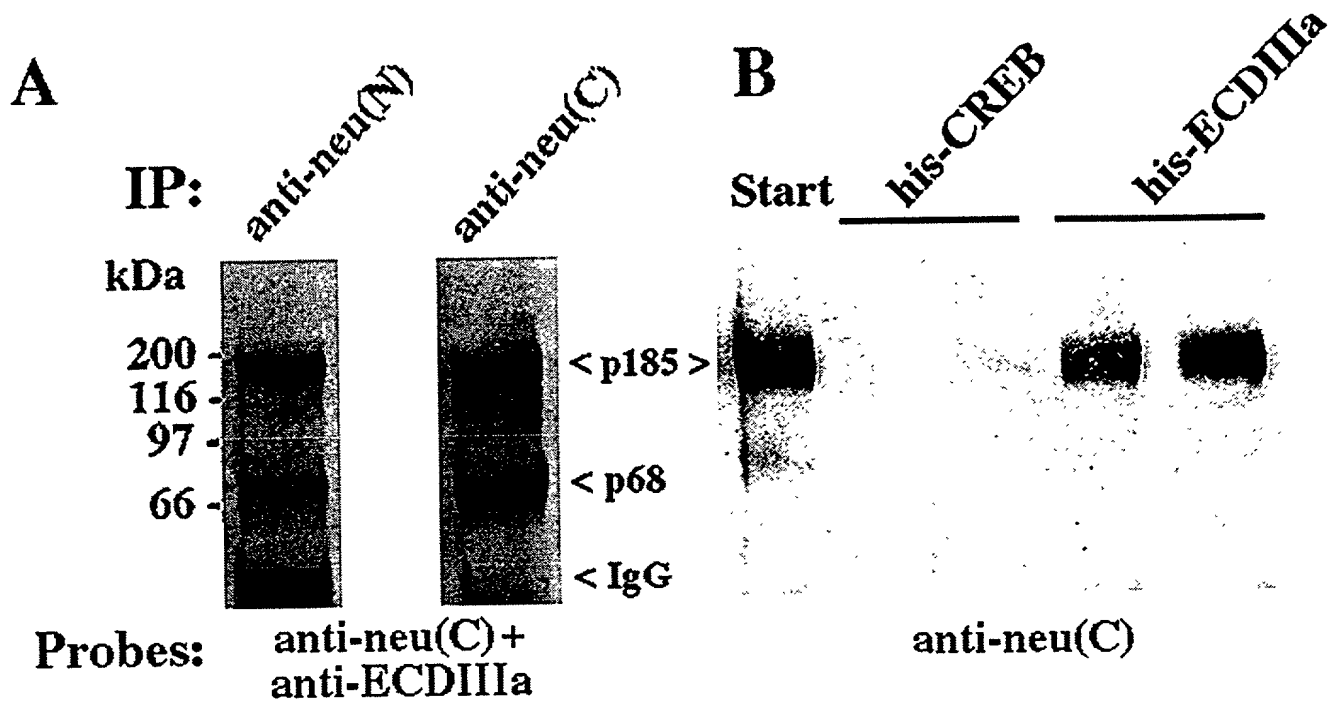 A
IP:
anti-neu(N)
anti-neu(C)
kDa
200 -
116 -
97 -
66 -
< p185 >
< p68
< IgG
Probes:
anti-neu(C) +
anti-ECDIIIa
B
Start
his-CREB
his-ECDIIIa
anti-neu(C)